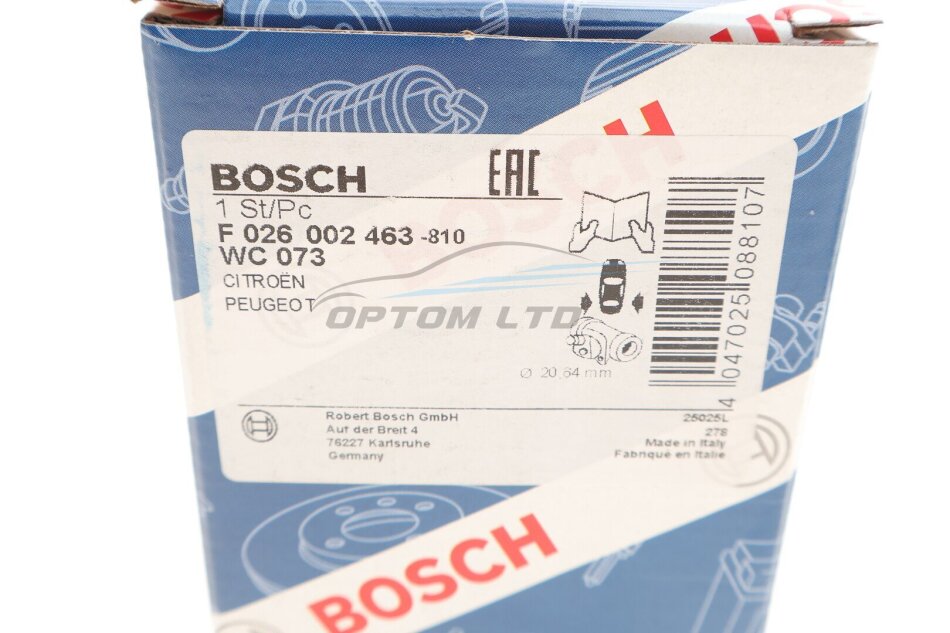 BOSCH
EAC
1 St/Pc
F 026 002 463 -810
WC 073
CITROËN
PEUGEOT
OPTOM LTD
Ø 20,64 mm
4 047025 088107
Robert Bosch GmbH
Auf der Breit 4
76227 Karlsruhe
Germany
25025L
278
Made in Italy
Fabriqué en Italie
BOSCH
BOSCH